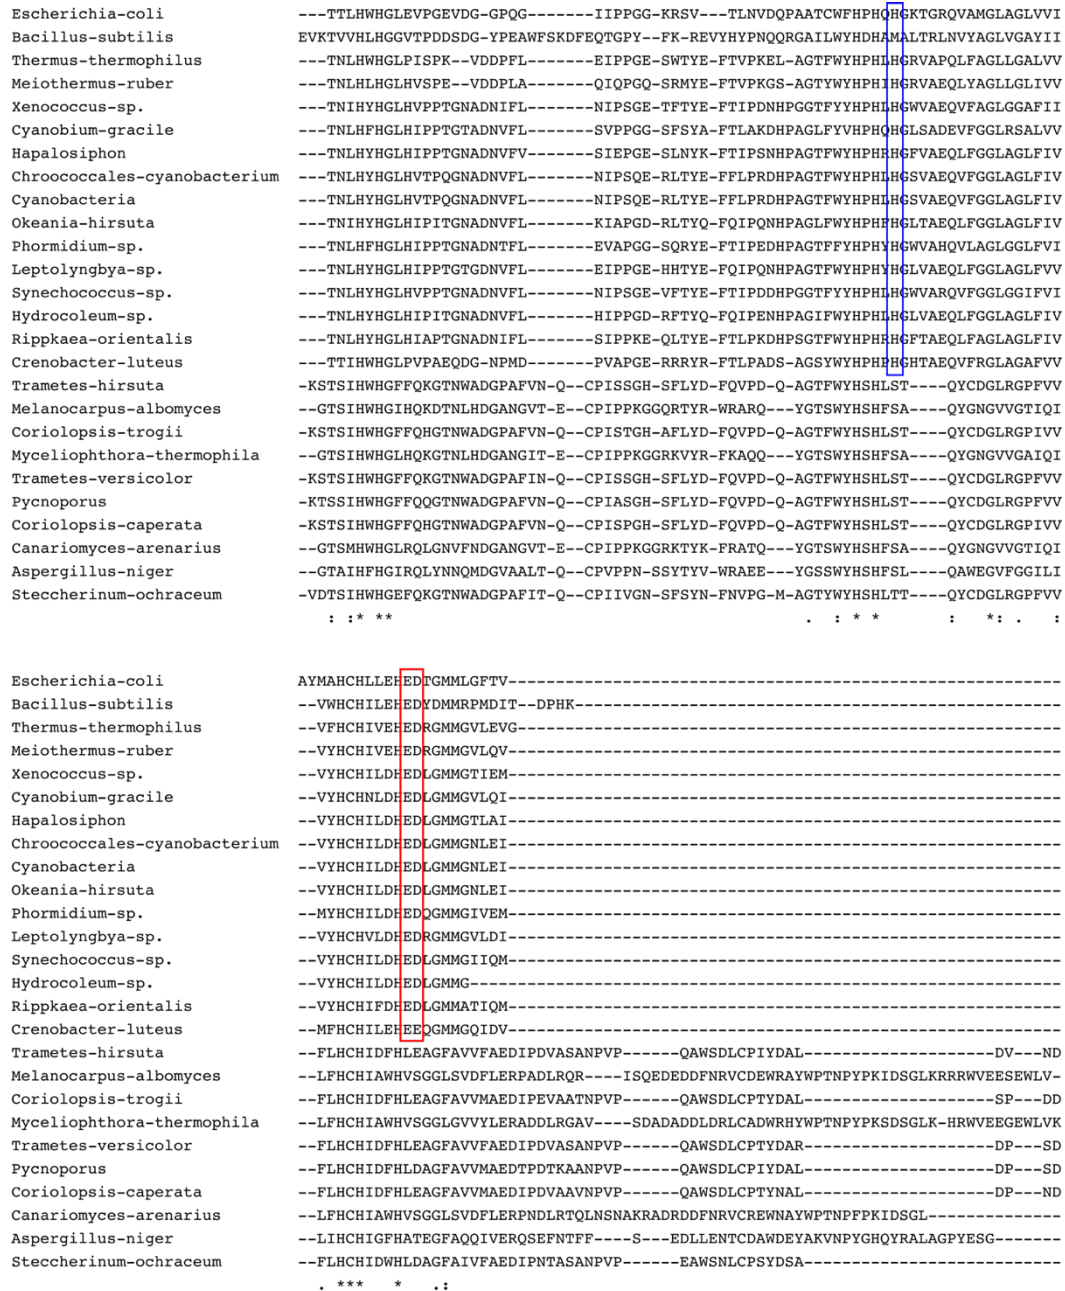 Escherichia-coli ---TTLHWHGLEVPGEVDG-GPQG-------IIPPGG-KRSV---TLNVDQPAATCWFHPHQHGKTGRQVAMGLAGLVVI
Bacillus-subtilis EVKTVVHLHGGVTPDDSDG-YPEAWFSKDFEQTGPY--FK-REVYHYPNQQRGAILWYHDHAMALTRLNVYAGLVGAYII
Thermus-thermophilus ---TNLHWHGLPISPK--VDDPFL-------EIPPGE-SWTYE-FTVPKEL-AGTFWYHPHLHGRVAPQLFAGLLGALVV
Meiothermus-ruber ---TNLHLHGLHVSPE--VDDPLA-------QIQPGQ-SRMYE-FTVPKGS-AGTYWYHPHIHGRVAEQLYAGLLGLIVV
Xenococcus-sp. ---TNIHYHGLHVPPTGNADNIFL-------NIPSGE-TFTYE-FTIPDNHPGGTFYYHPHLHGWVAEQVFAGLGGAFII
Cyanobium-gracile ---TNLHFHGLHIPPTGTADNVFL-------SVPPGG-SFSYA-FTLAKDHPAGLFYVHPHQHGLSADEVFGGLRSALVV
Hapalosiphon ---TNLHYHGLHIPPTGNADNVFV-------SIEPGE-SLNYK-FTIPSNHPAGTFWYHPHRHGFVAEQLFGGLAGLFIV
Chroococcales-cyanobacterium ---TNLHYHGLHVTPQGNADNVFL-------NIPSQE-RLTYE-FFLPRDHPAGTFWYHPHLHGSVAEQVFGGLAGLFIV
Cyanobacteria ---TNLHYHGLHVTPQGNADNVFL-------NIPSQE-RLTYE-FFLPRDHPAGTFWYHPHLHGSVAEQVFGGLAGLFIV
Okeania-hirsuta ---TNIHYHGLHIPITGNADNVFL-------KIAPGD-RLTYQ-FQIPQNHPAGLFWYHPHFHGLTAEQLFGGLAGLFIV
Phormidium-sp. ---TNLHFHGLHIPPTGNADNTFL-------EVAPGG-SQRYE-FTIPEDHPAGTFFYHPHYHGWVAHQVLAGLGGLFVI
Leptolyngbya-sp. ---TNLHYHGLHIPPTGTGDNVFL-------EIPPGE-HHTYE-FQIPQNHPAGTFWYHPHYHGLVAEQLFGGLAGLFVV
Synechococcus-sp. ---TNLHYHGLHVPPTGNADNVFL-------NIPSGE-VFTYE-FTIPDDHPGGTFYYHPHLHGWVARQVFGGLGGIFVI
Hydrocoleum-sp. ---TNLHYHGLHIPITGNADNVFL-------HIPPGD-RFTYQ-FQIPENHPAGIFWYHPHLHGLVAEQLFGGLAGLFIV
Rippkaea-orientalis ---TNLHYHGLHIAPTGNADNIFL-------SIPPKE-QLTYE-FTLPKDHPSGTFWYHPHRHGFTAEQLFAGLAGLFIV
Crenobacter-luteus ---TTIHWHGLPVPAEQDG-NPMD-------PVAPGE-RRRYR-FTLPADS-AGSYWYHPHPHGHTAEQVFRGLAGAFVV
Trametes-hirsuta -KSTSIHWHGFFQKGTNWADGPAFVN-Q--CPISSGH-SFLYD-FQVPD-Q-AGTFWYHSHLST----QYCDGLRGPFVV
Melanocarpus-albomyces --GTSIHWHGIHQKDTNLHDGANGVT-E--CPIPPKGGQRTYR-WRARQ---YGTSWYHSHFSA----QYGNGVVGTIQI
Coriolopsis-trogii -KSTSIHWHGFFQHGTNWADGPAFVN-Q--CPISTGH-AFLYD-FQVPD-Q-AGTFWYHSHLST----QYCDGLRGPIVV
Myceliophthora-thermophila --GTSIHWHGLHQKGTNLHDGANGIT-E--CPIPPKGGRKVYR-FKAQQ---YGTSWYHSHFSA----QYGNGVVGAIQI
Trametes-versicolor -KSTSIHWHGFFQKGTNWADGPAFIN-Q--CPISSGH-SFLYD-FQVPD-Q-AGTFWYHSHLST----QYCDGLRGPFVV
Pycnoporus -KTSSIHWHGFFQQGTNWADGPAFVN-Q--CPIASGH-SFLYD-FQVPD-Q-AGTFWYHSHLST----QYCDGLRGPFVV
Coriolopsis-caperata -KSTSIHWHGFFQHGTNWADGPAFVN-Q--CPISPGH-SFLYD-FQVPD-Q-AGTFWYHSHLST----QYCDGLRGPIVV
Canariomyces-arenarius --GTSMHWHGLRQLGNVFNDGANGVT-E--CPIPPKGGRKTYK-FRATQ---YGTSWYHSHFSA----QYGNGVVGTIQI
Aspergillus-niger --GTAIHFHGIRQLYNNQMDGVAALT-Q--CPVPPN-SSYTYV-WRAEE---YGSSWYHSHFSL----QAWEGVFGGILI
Steccherinum-ochraceum -VDTSIHWHGEFQKGTNWADGPAFIT-Q--CPIIVGN-SFSYN-FNVPG-M-AGTYWYHSHLTT----QYCDGLRGPFVV
: :* ** . : * * : *: . :
Escherichia-coli AYMAHCHLLEHEDTGMMLGFTV----------------------------------------------------------
Bacillus-subtilis --VWHCHILEHEDYDMMRPMDIT--DPHK---------------------------------------------------
Thermus-thermophilus --VFHCHIVEHEDRGMMGVLEVG---------------------------------------------------------
Meiothermus-ruber --VYHCHIVEHEDRGMMGVLQV----------------------------------------------------------
Xenococcus-sp. --VYHCHILDHEDLGMMGTIEM----------------------------------------------------------
Cyanobium-gracile --VYHCHNLDHEDLGMMGVLQI----------------------------------------------------------
Hapalosiphon --VYHCHILDHEDLGMMGTLAI----------------------------------------------------------
Chroococcales-cyanobacterium --VYHCHILDHEDLGMMGNLEI----------------------------------------------------------
Cyanobacteria --VYHCHILDHEDLGMMGNLEI----------------------------------------------------------
Okeania-hirsuta --VYHCHILDHEDLGMMGNLEI----------------------------------------------------------
Phormidium-sp. --MYHCHILDHEDQGMMGIVEM----------------------------------------------------------
Leptolyngbya-sp. --VYHCHVLDHEDRGMMGVLDI----------------------------------------------------------
Synechococcus-sp. --VYHCHILDHEDLGMMGIIQM----------------------------------------------------------
Hydrocoleum-sp. --VYHCHILDHEDLGMMG--------------------------------------------------------------
Rippkaea-orientalis --VYHCHIFDHEDLGMMATIQM----------------------------------------------------------
Crenobacter-luteus --MFHCHILEHEEQGMMGQIDV----------------------------------------------------------
Trametes-hirsuta --FLHCHIDFHLEAGFAVVFAEDIPDVASANPVP------QAWSDLCPIYDAL--------------------DV---ND
Melanocarpus-albomyces --LFHCHIAWHVSGGLSVDFLERPADLRQR----ISQEDEDDFNRVCDEWRAYWPTNPYPKIDSGLKRRRWVEESEWLV-
Coriolopsis-trogii --FLHCHIDFHLEAGFAVVMAEDIPEVAATNPVP------QAWSDLCPTYDAL--------------------SP---DD
Myceliophthora-thermophila --LFHCHIAWHVSGGLGVVYLERADDLRGAV-----SDADADDLDRLCADWRHYWPTNPYPKSDSGLK-HRWVEEGEWLVK
Trametes-versicolor --FLHCHIDFHLEAGFAVVFAEDIPDVASANPVP------QAWSDLCPTYDAR--------------------DP---SD
Pycnoporus --FLHCHIDFHLDAGFAVVMAEDTPDTKAANPVP------QAWSDLCPIYDAL--------------------DP---SD
Coriolopsis-caperata --FLHCHIDFHLEAGFAVVMAEDIPDVAAVNPVP------QAWSDLCPTYNAL--------------------DP---ND
Canariomyces-arenarius --LFHCHIAWHVSGGLSVDFLERPNDLRTQLNSNAKRADRDDFNRVCREWNAYWPTNPFPKIDSGL--------------
Aspergillus-niger --LIHCHIGFHATEGFAQQIVERQSEFNTFF----S---EDLLENTCDAWDEYAKVNPYGHQYRALAGPYESG-------
Steccherinum-ochraceum --FLHCHIDWHLDAGFAIVFAEDIPNTASANPVP------EAWSNLCPSYDSA---------------------------
. *** * .: